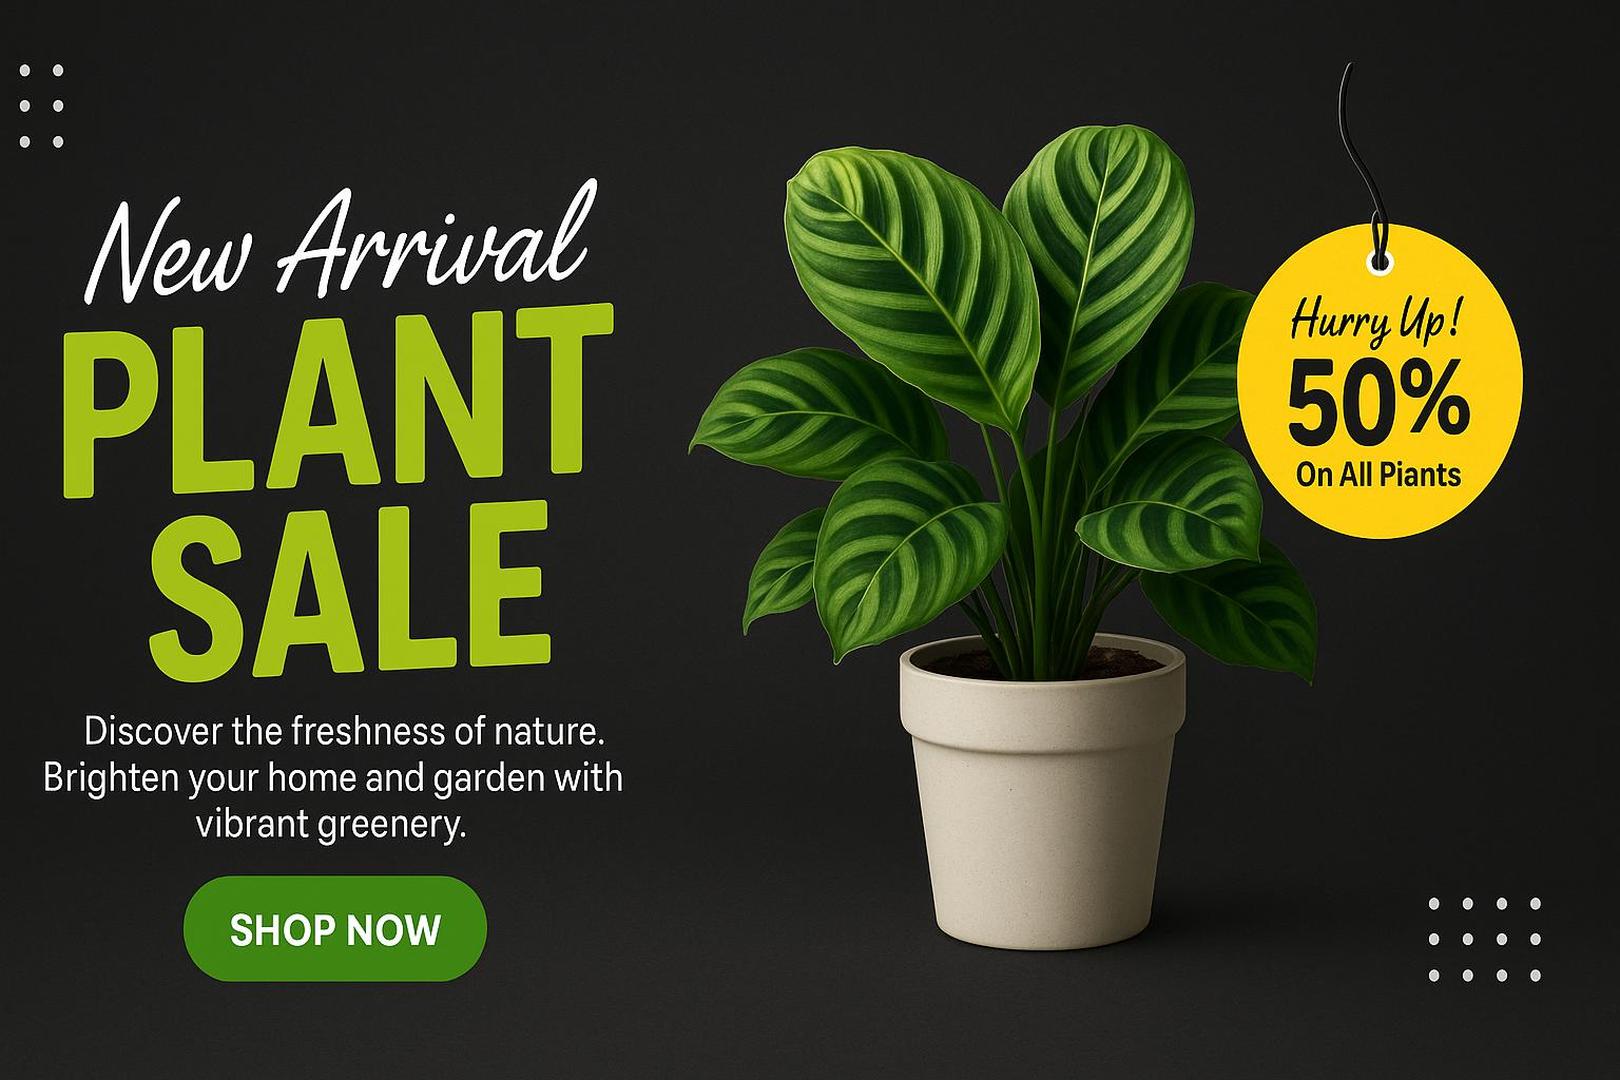 New Arrival
PLANT
SALE
Discover the freshness of nature.
Brighten your home and garden with
vibrant greenery.
SHOP NOW
Hurry Up!
50%
On All Plants